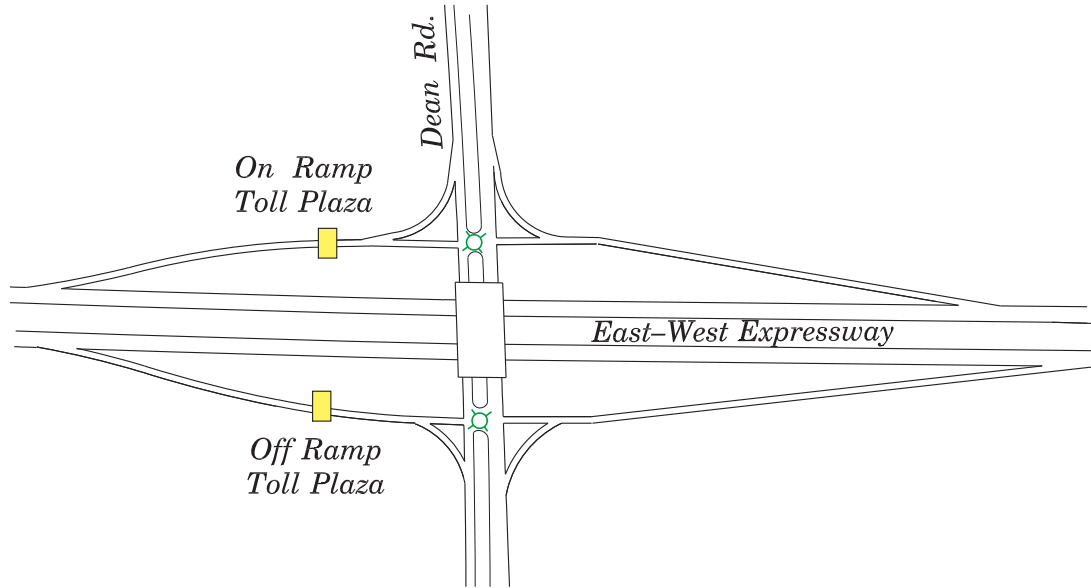 Dean Rd.
On Ramp
Toll Plaza
East–West Expressway
Off Ramp
Toll Plaza